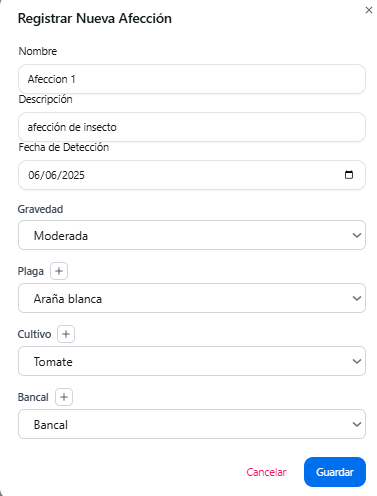 Registrar Nueva Afección
Nombre
Afeccion 1
Descripción
afección de insecto
Fecha de Detección
06/06/2025
Gravedad
Moderada
Plaga +
Araña blanca
Cultivo +
Tomate
Bancal +
Bancal
Cancelar Guardar